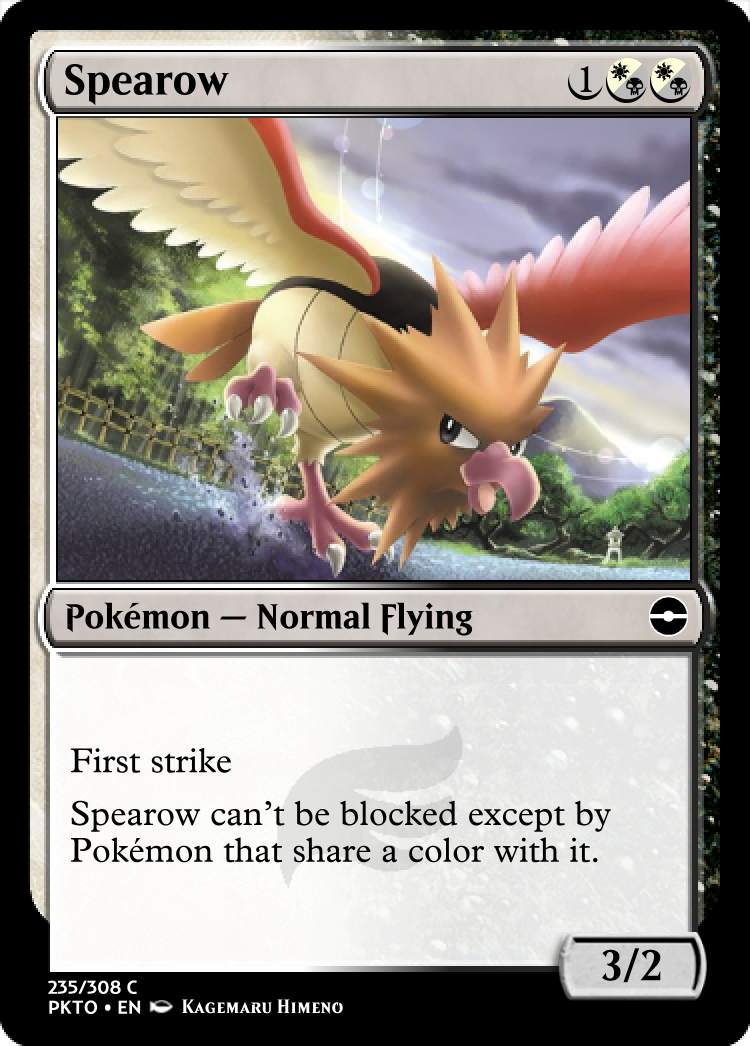 Spearow 1
Pokémon — Normal Flying
First strike
Spearow can't be blocked except by
Pokémon that share a color with it.
3/2
235/308 C
PKTO • EN KAGEMARU HIMENO